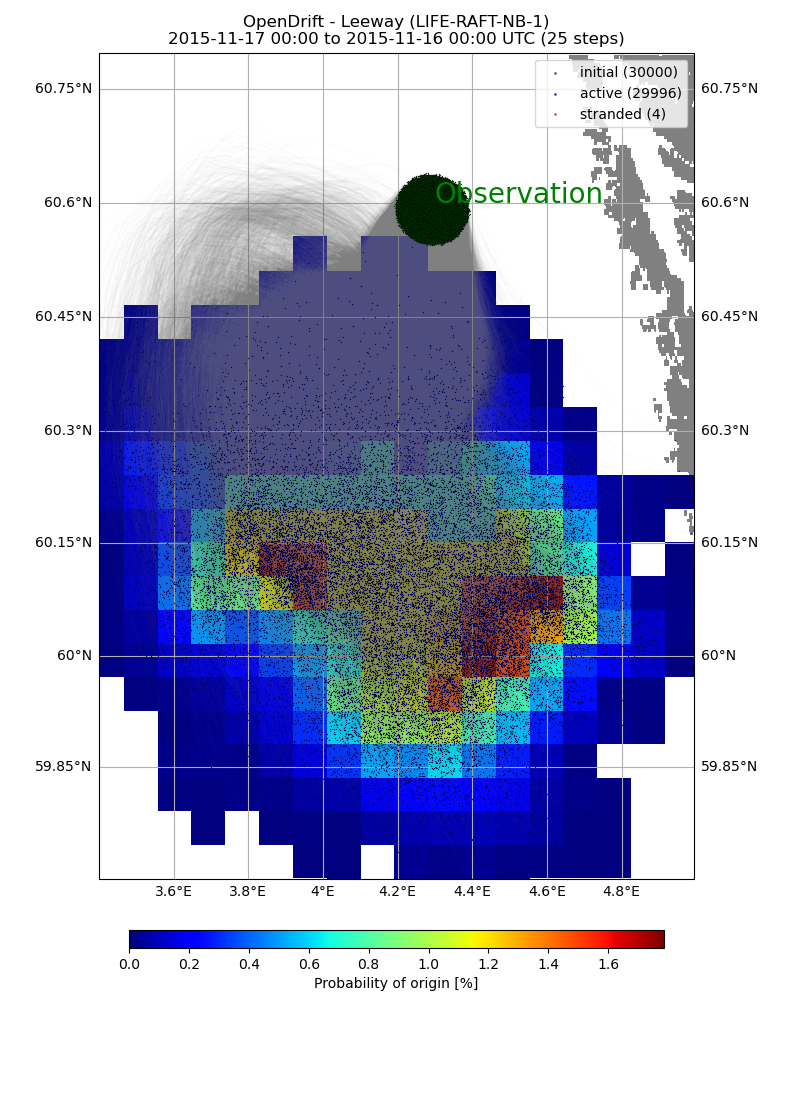 OpenDrift - Leeway (LIFE-RAFT-NB-1)
2015-11-17 00:00 to 2015-11-16 00:00 UTC (25 steps)
initial (30000)
active (29996)
stranded (4)
60.75°N 60.75°N
Observation
60.6°N 60.6°N
60.45°N 60.45°N
60.3°N 60.3°N
60.15°N 60.15°N
60°N 60°N
59.85°N 59.85°N
3.6°E 3.8°E 4°E 4.2°E 4.4°E 4.6°E 4.8°E
0.0 0.2 0.4 0.6 0.8 1.0 1.2 1.4 1.6
Probability of origin [%]